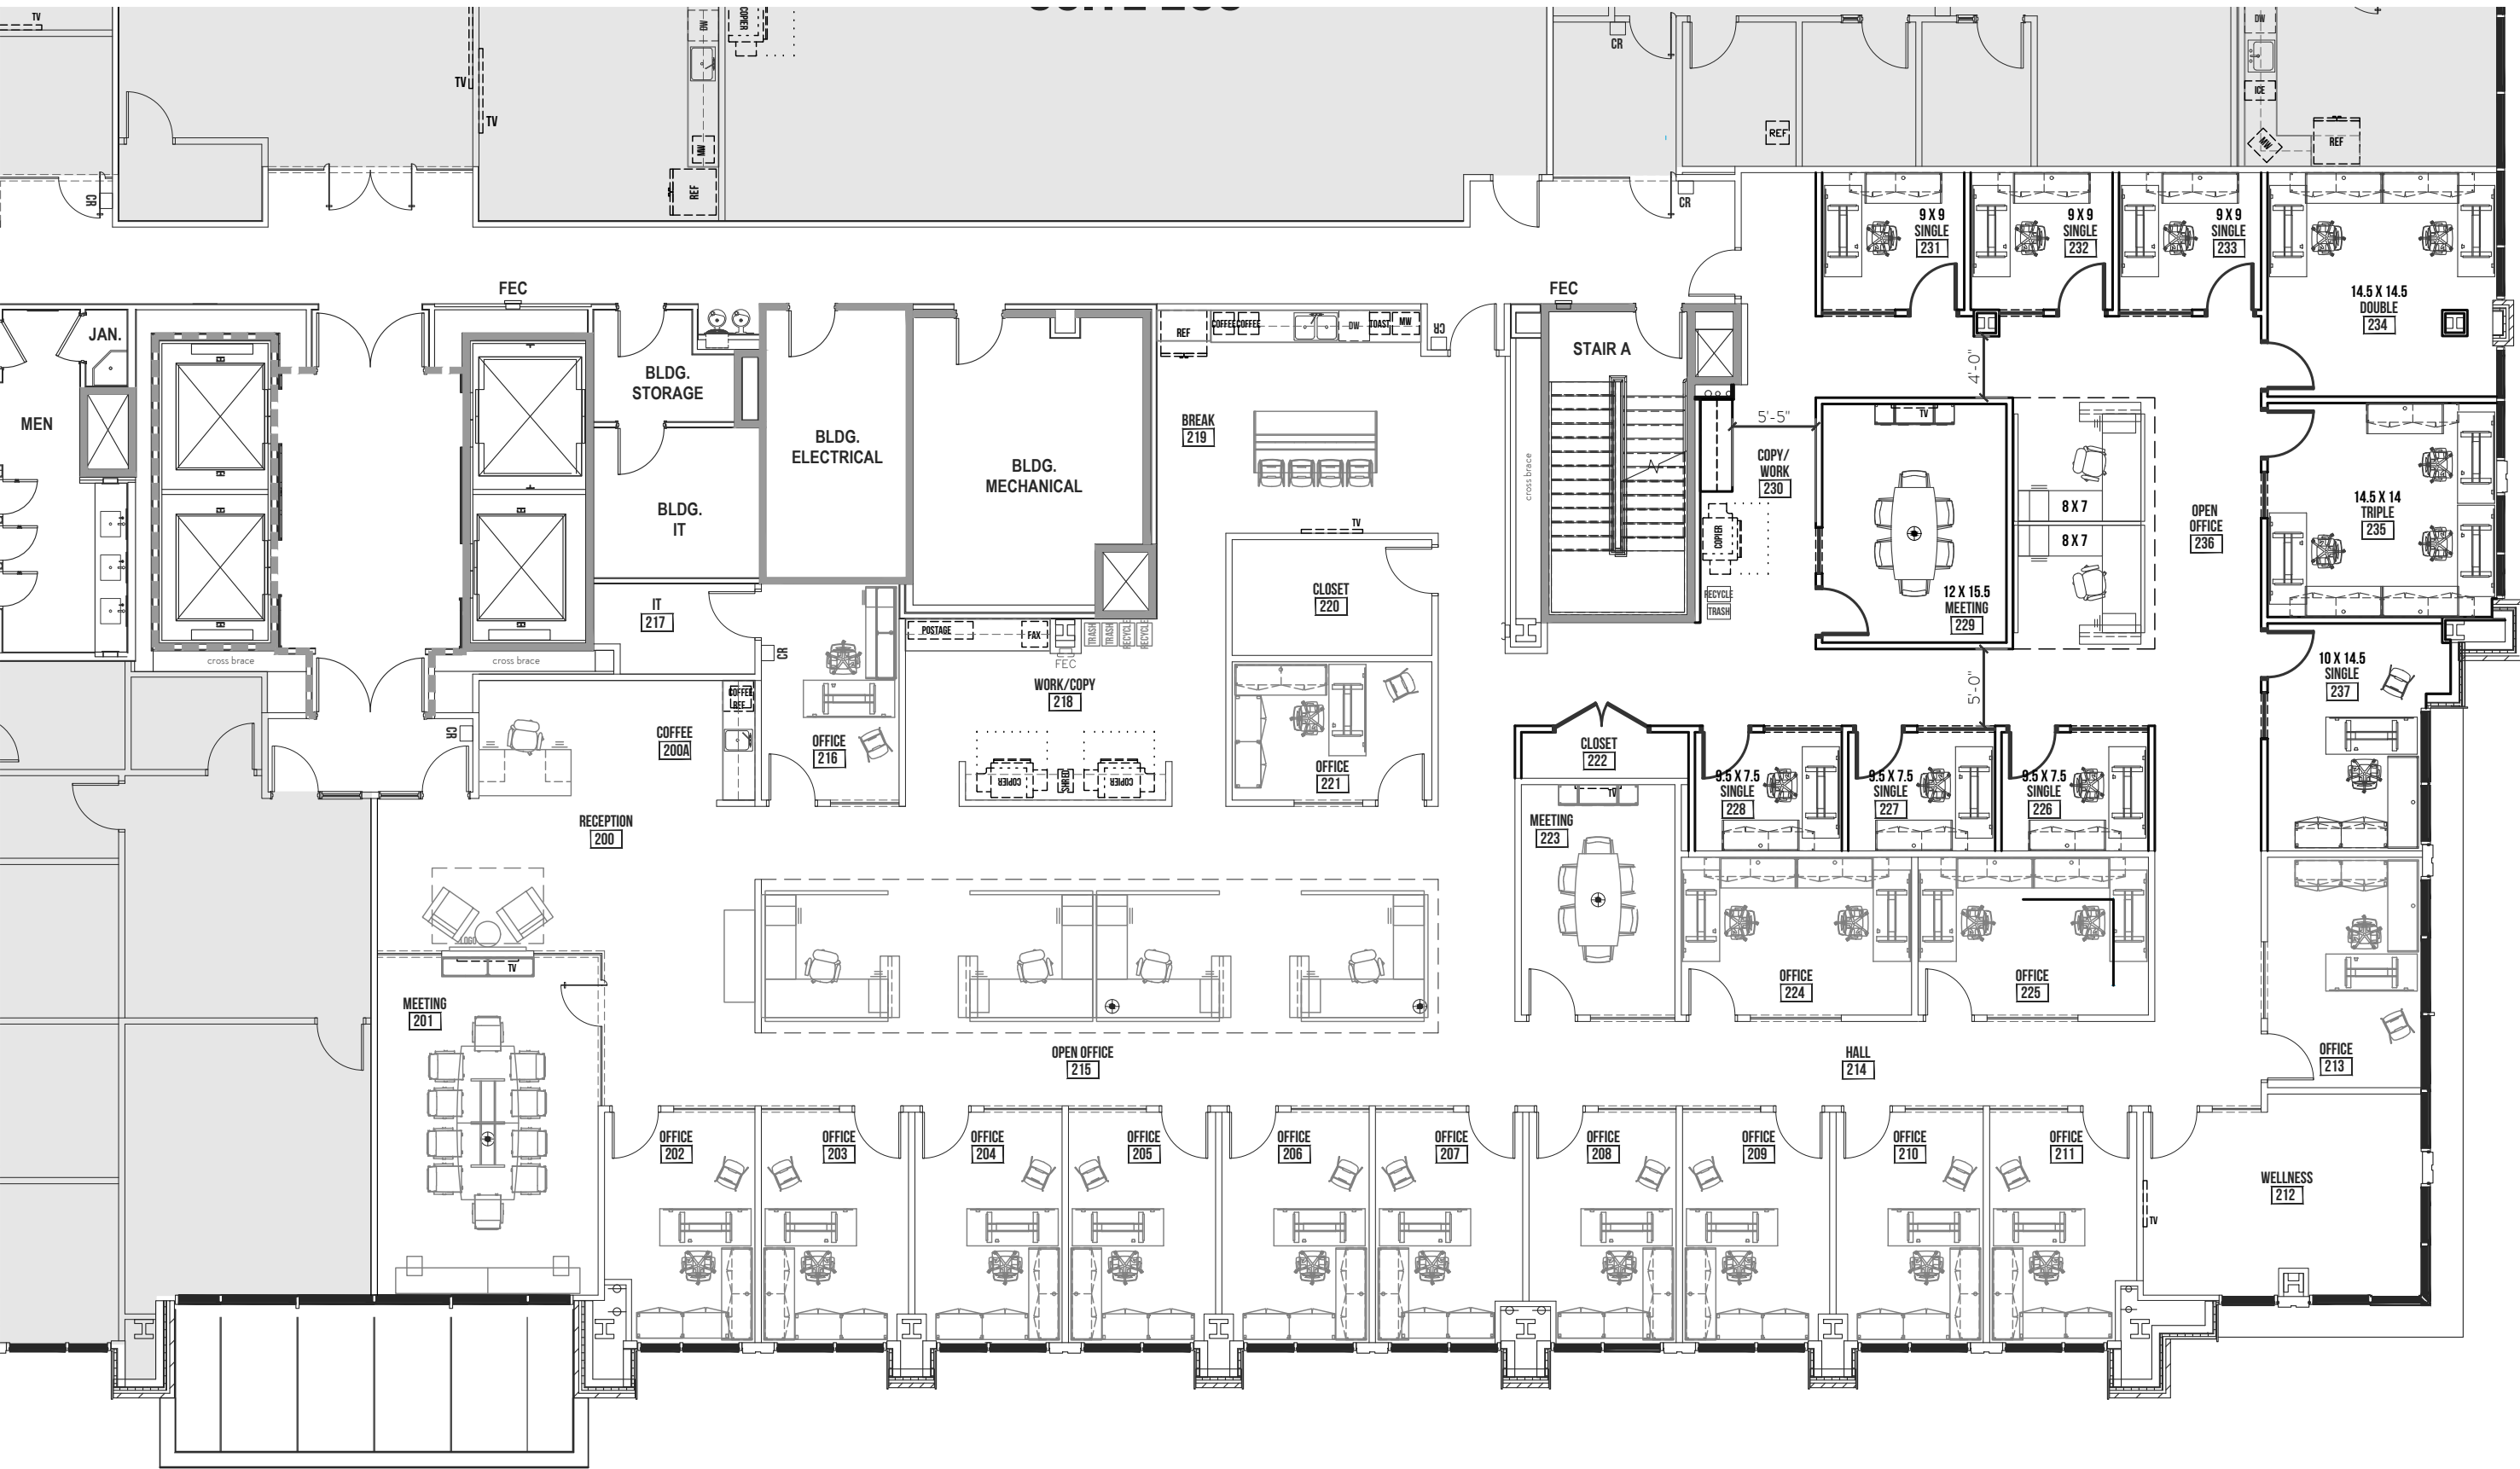 TV
TV
TV
DW
COPIER
MW
REF
CR
CR
CR
REF
DW
ICE
MW
REF
9 X 9
SINGLE
231
9 X 9
SINGLE
232
9 X 9
SINGLE
233
14.5 X 14.5
DOUBLE
234
FEC
FEC
JAN.
MEN
BLDG.
STORAGE
BLDG.
IT
BLDG.
ELECTRICAL
BLDG.
MECHANICAL
REF
COFFEE
COFFEE
DW
TOAST
MW
CR
BREAK
219
STAIR A
cross brace
4'-0"
5'-5"
COPY/
WORK
230
COPIER
RECYCLE
TRASH
TV
12 X 15.5
MEETING
229
8 X 7
8 X 7
OPEN
OFFICE
236
14.5 X 14
TRIPLE
235
TV
CLOSET
220
IT
217
CR
POSTAGE
FAX
TRASH
TRASH
RECYCLE
RECYCLE
FEC
cross brace
cross brace
5'-0"
10 X 14.5
SINGLE
237
COFFEE
REF
COFFEE
200A
CR
OFFICE
216
WORK/COPY
218
COPIER
SHRED
COPIER
OFFICE
221
CLOSET
222
9.5 X 7.5
SINGLE
228
9.5 X 7.5
SINGLE
227
9.5 X 7.5
SINGLE
226
TV
MEETING
223
RECEPTION
200
LOGO
TV
MEETING
201
OFFICE
224
OFFICE
225
OPEN OFFICE
215
HALL
214
OFFICE
213
OFFICE
202
OFFICE
203
OFFICE
204
OFFICE
205
OFFICE
206
OFFICE
207
OFFICE
208
OFFICE
209
OFFICE
210
OFFICE
211
WELLNESS
212
TV